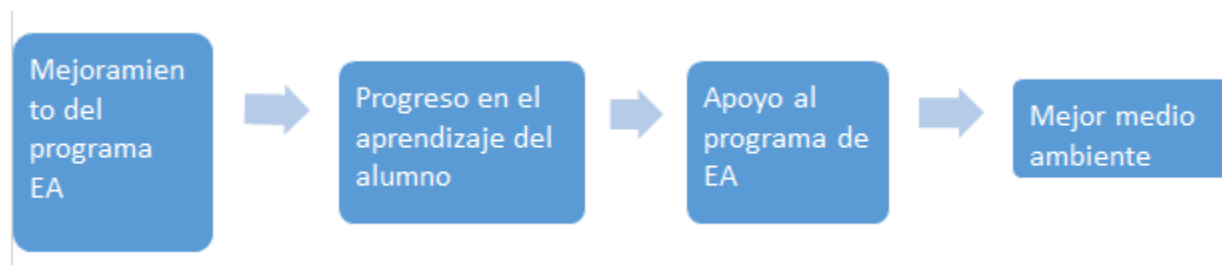 Mejoramien
to del
programa
EA
Progreso en el
aprendizaje del
alumno
Apoyo al
programa de
EA
Mejor medio
ambiente